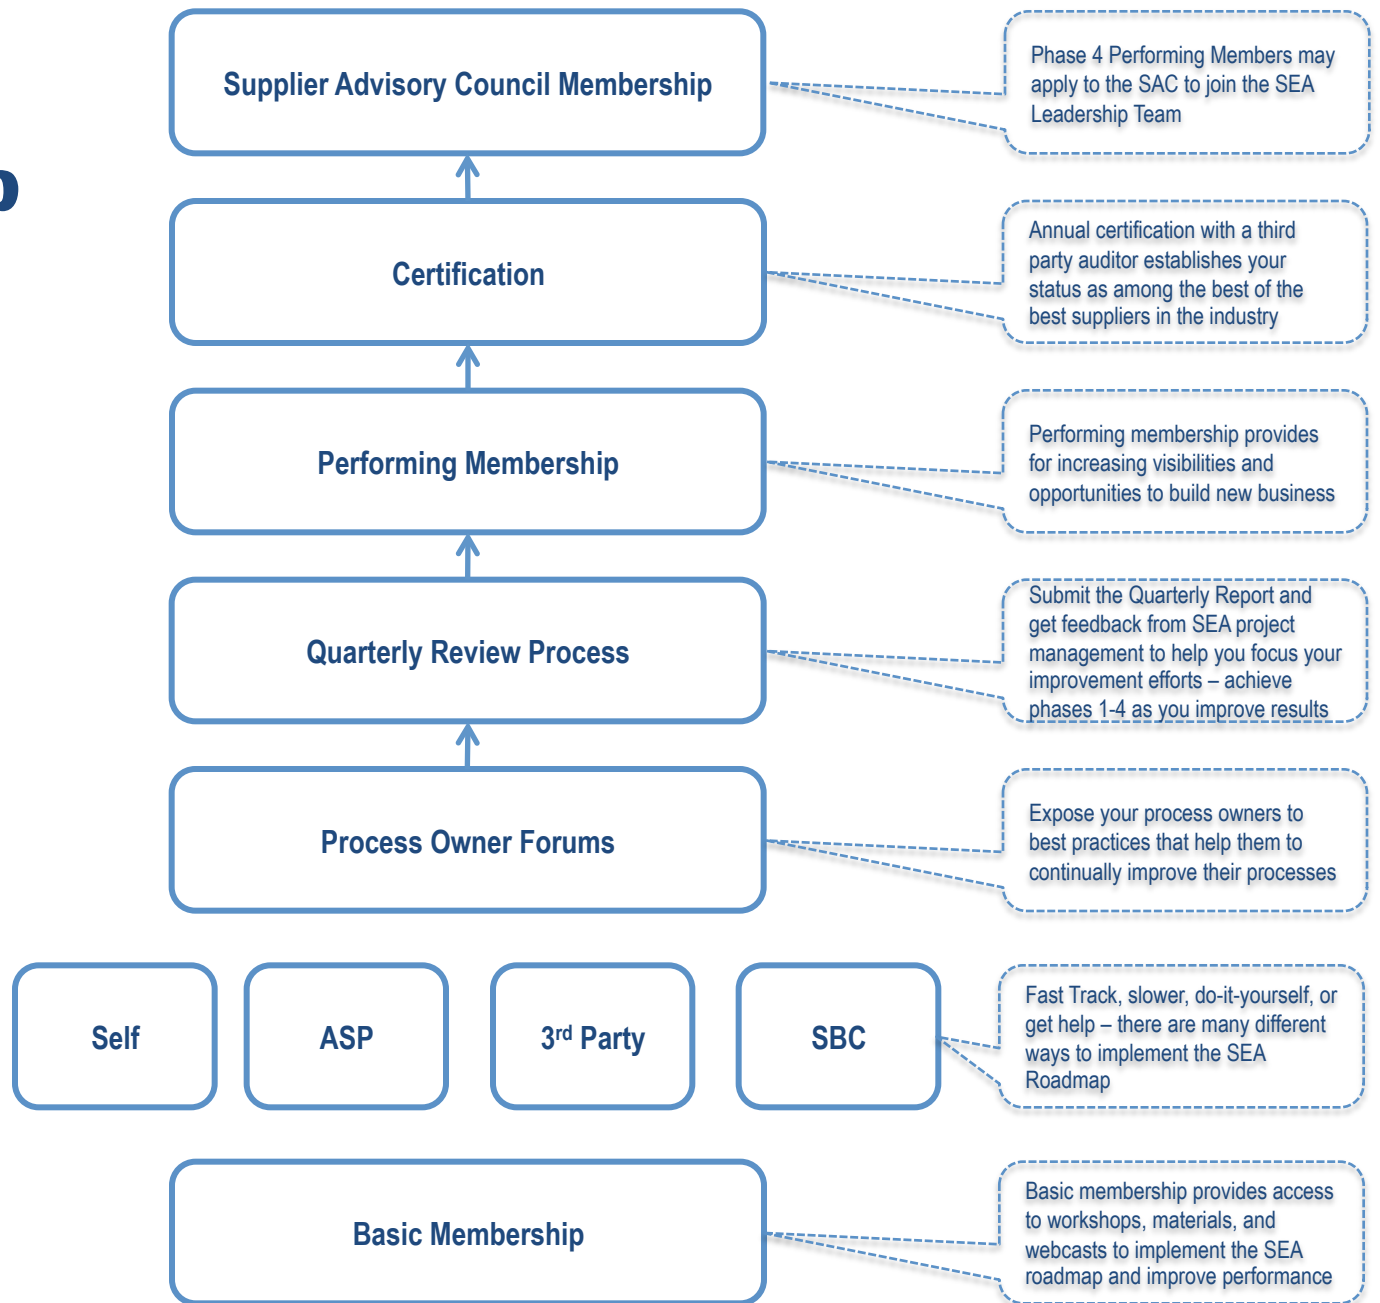 Supplier Advisory Council Membership
Phase 4 Performing Members may
apply to the SAC to join the SEA
Leadership Team
Certification
Annual certification with a third
party auditor establishes your
status as among the best of the
best suppliers in the industry
Performing Membership
Performing membership provides
for increasing visibilities and
opportunities to build new business
Quarterly Review Process
Submit the Quarterly Report and
get feedback from SEA project
management to help you focus your
improvement efforts – achieve
phases 1-4 as you improve results
Process Owner Forums
Expose your process owners to
best practices that help them to
continually improve their processes
Self
ASP
3rd Party
SBC
Fast Track, slower, do-it-yourself, or
get help – there are many different
ways to implement the SEA
Roadmap
Basic Membership
Basic membership provides access
to workshops, materials, and
webcasts to implement the SEA
roadmap and improve performance